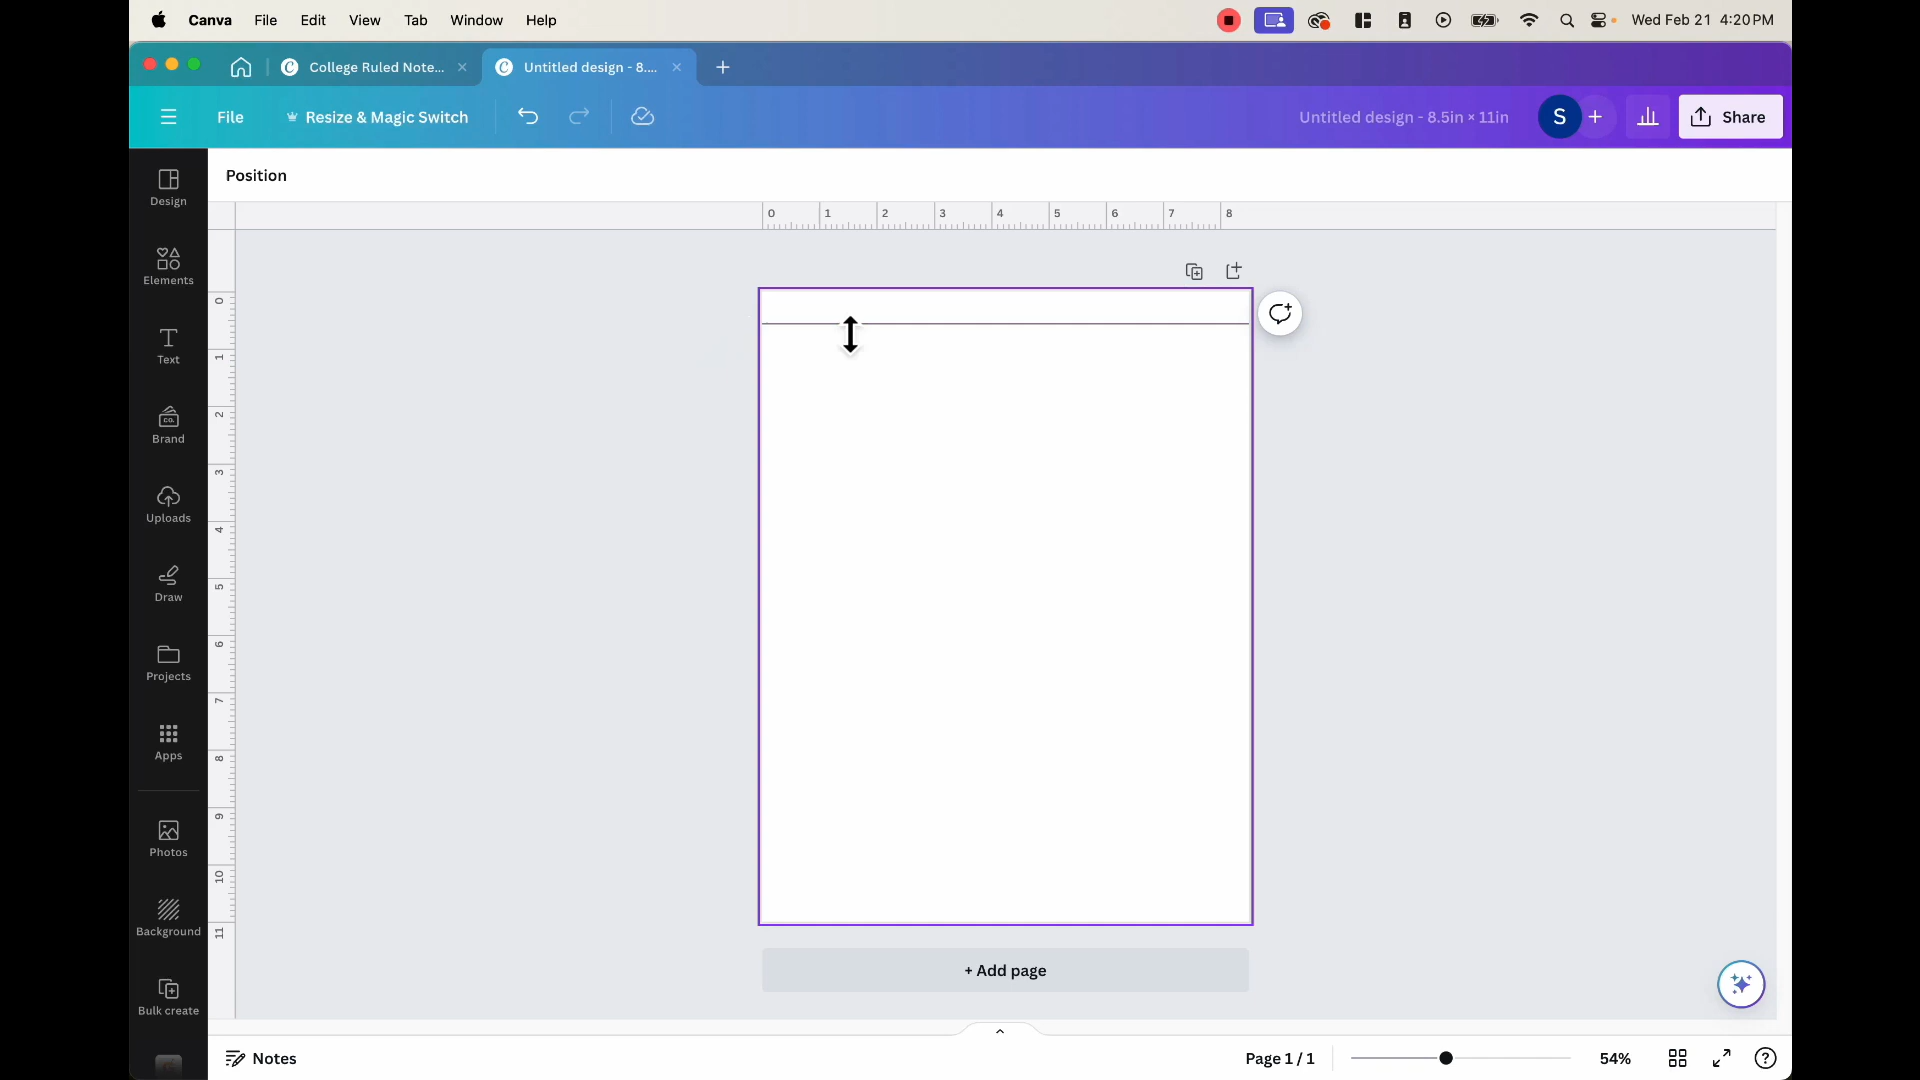 Canva File Edit View Tab Window Help Wed Feb 21 4:20 PM
College Ruled Note... Untitled design - 8....
File Resize & Magic Switch Untitled design - 8.5in × 11in S Share
Position
0 1 2 3 4 5 6 7 8
Design
Elements
Text
CO.
Brand
Uploads
Draw
Projects
Apps
Photos
Background
Bulk create
0
1
2
3
4
5
6
7
8
9
10
11
+ Add page
Notes Page 1 / 1 54%